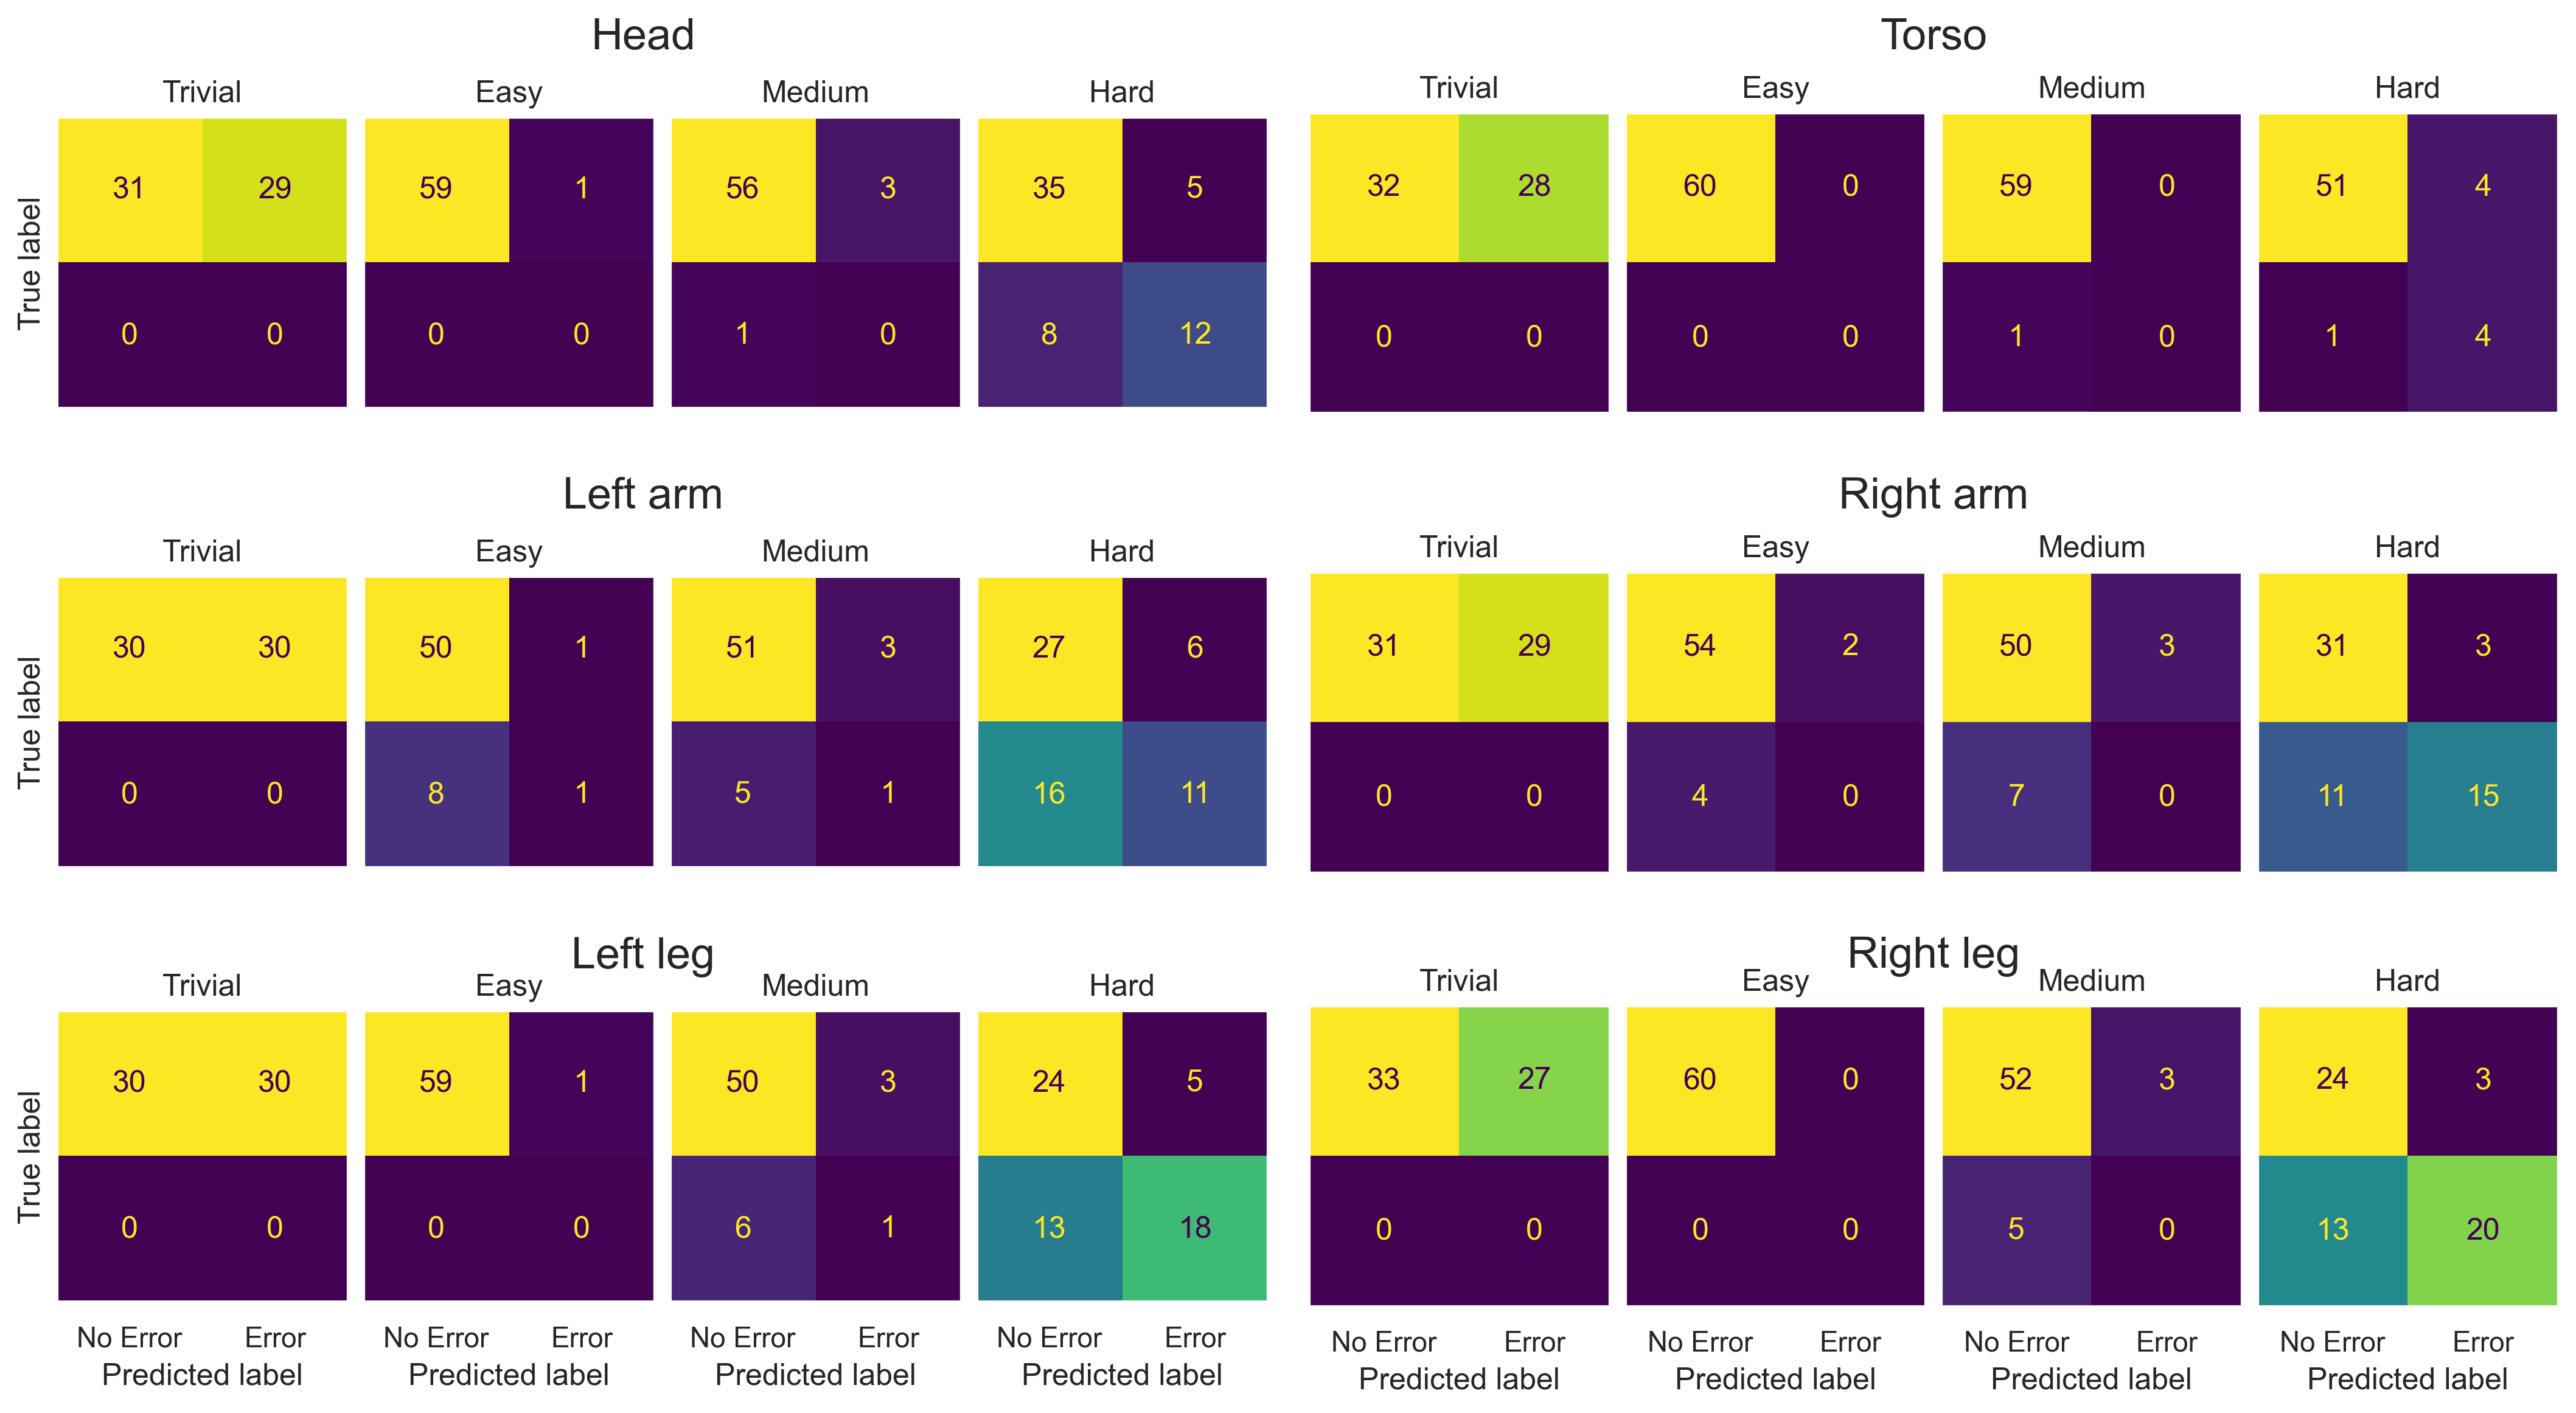 Head
Trivial Easy Medium Hard
True label
31 29 59 1 56 3 35 5
0 0 0 0 1 0 8 12
Torso
Trivial Easy Medium Hard
32 28 60 0 59 0 51 4
0 0 0 0 1 0 1 4
Left arm
Trivial Easy Medium Hard
True label
30 30 50 1 51 3 27 6
0 0 8 1 5 1 16 11
Right arm
Trivial Easy Medium Hard
31 29 54 2 50 3 31 3
0 0 4 0 7 0 11 15
Left leg
Trivial Easy Medium Hard
True label
30 30 59 1 50 3 24 5
0 0 0 0 6 1 13 18
No Error Error No Error Error No Error Error No Error Error
Predicted label Predicted label Predicted label Predicted label
Right leg
Trivial Easy Medium Hard
33 27 60 0 52 3 24 3
0 0 0 0 5 0 13 20
No Error Error No Error Error No Error Error No Error Error
Predicted label Predicted label Predicted label Predicted label